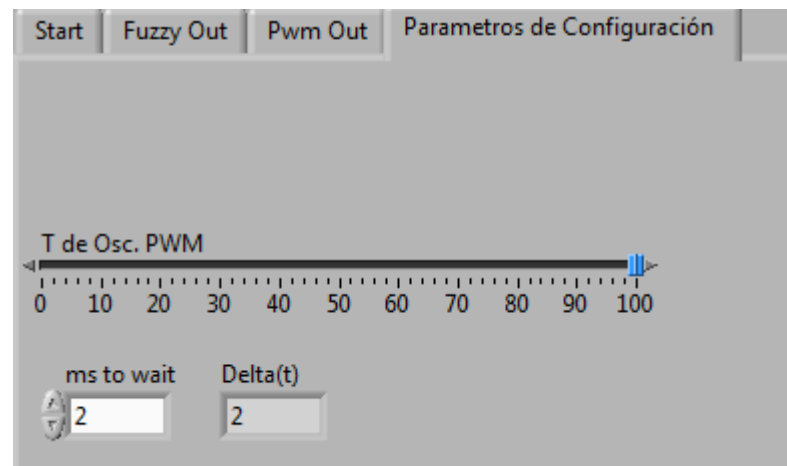 Start Fuzzy Out Pwm Out Parametros de Configuración
T de Osc. PWM
0 10 20 30 40 50 60 70 80 90 100
ms to wait Delta(t)
2 2